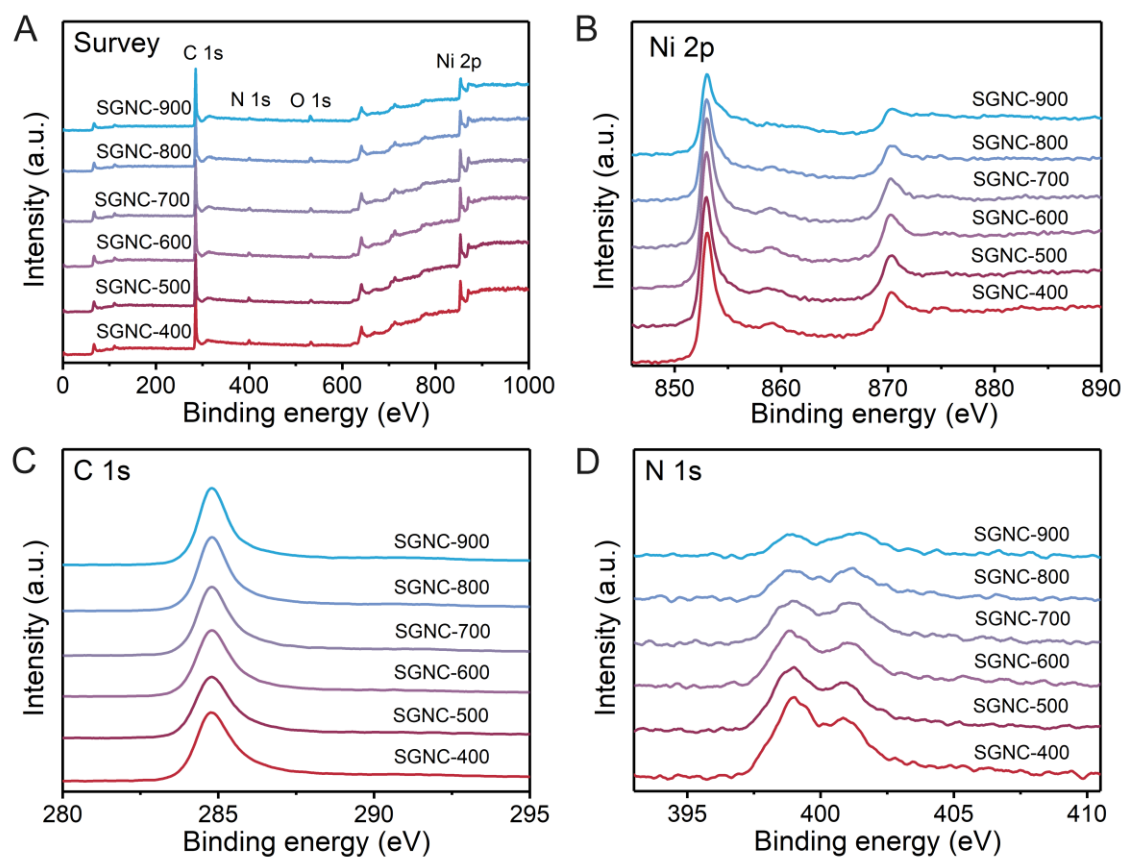 A
Survey
C 1s
N 1s
O 1s
Ni 2p
SGNC-900
SGNC-800
SGNC-700
SGNC-600
SGNC-500
SGNC-400
Intensity (a.u.)
0 200 400 600 800 1000
Binding energy (eV)
B
Ni 2p
SGNC-900
SGNC-800
SGNC-700
SGNC-600
SGNC-500
SGNC-400
Intensity (a.u.)
850 860 870 880 890
Binding energy (eV)
C
C 1s
SGNC-900
SGNC-800
SGNC-700
SGNC-600
SGNC-500
SGNC-400
Intensity (a.u.)
280 285 290 295
Binding energy (eV)
D
N 1s
SGNC-900
SGNC-800
SGNC-700
SGNC-600
SGNC-500
SGNC-400
Intensity (a.u.)
395 400 405 410
Binding energy (eV)